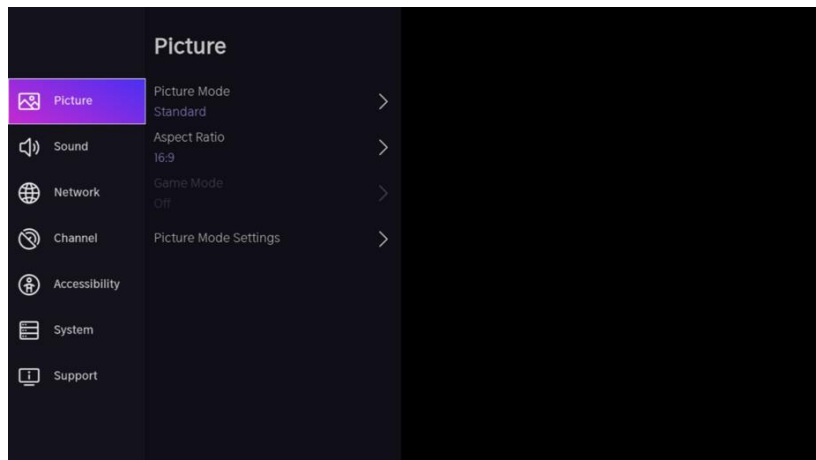 Picture
Picture
Sound
Network
Channel
Accessibility
System
Support
Picture Mode
Standard
Aspect Ratio
16:9
Game Mode
Off
Picture Mode Settings